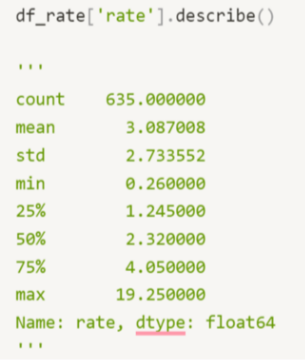 df_rate['rate'].describe()
'''
count    635.000000
mean       3.087008
std        2.733552
min        0.260000
25%        1.245000
50%        2.320000
75%        4.050000
max       19.250000
Name: rate, dtype: float64
'''